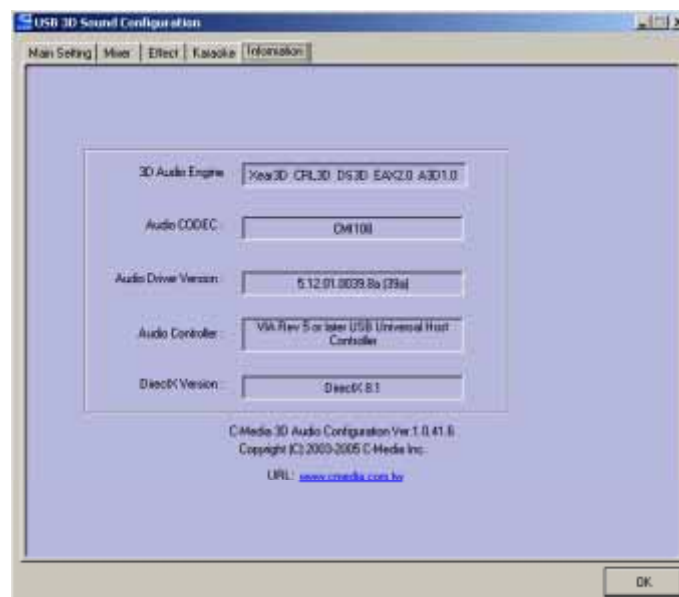 USB 3D Sound Configuration
Main Setting Mixer Effect Karaoke Information
3D Audio Engine Xear3D CRL3D DS3D EAX2.0 A3D1.0
Audio CODEC CMI108
Audio Driver Version 5.12.01.0039.8a (39a)
Audio Controller VIA Rev 5 or later USB Universal Host
Controller
DirectX Version DirectX 8.1
C-Media 3D Audio Configuration Ver:1.0.41.6
Copyright (C) 2003-2005 C-Media Inc.
URL: www.cmedia.com.tw
OK